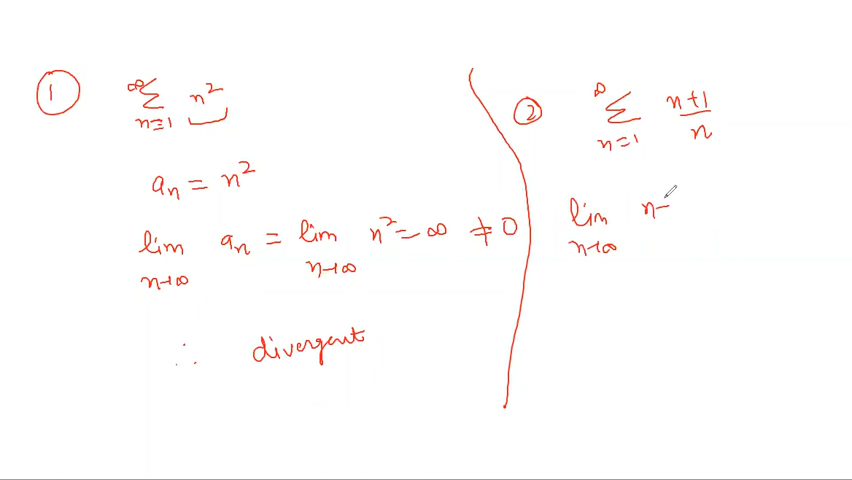 ① ∞ ∑ n=1 n²
aₙ = n²
lim n→∞ aₙ = lim n→∞ n² = ∞ ≠ 0
∴ divergent
② ∞ ∑ n=1 n+1/n
lim n→∞ n-